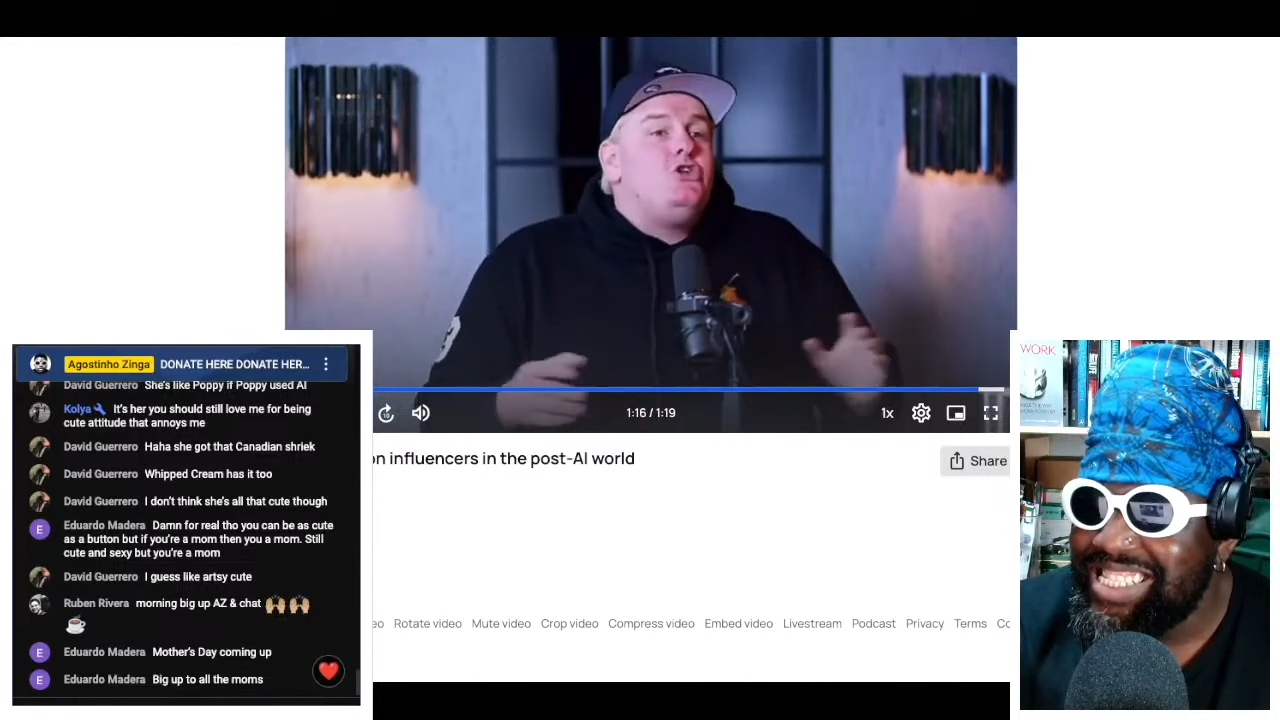 1:16 / 1:19
1x
on influencers in the post-AI world
Share
Rotate video Mute video Crop video Compress video Embed video Livestream Podcast Privacy Terms
Agostinho Zinga DONATE HERE DONATE HER...
David Guerrero She's like Poppy if Poppy used AI
Kolya It's her you should still love me for being
cute attitude that annoys me
David Guerrero Haha she got that Canadian shriek
David Guerrero Whipped Cream has it too
David Guerrero I don't think she's all that cute though
E Eduardo Madera Damn for real tho you can be as cute
as a button but if you're a mom then you a mom. Still
cute and sexy but you're a mom
David Guerrero I guess like artsy cute
Ruben Rivera morning big up AZ & chat 🙌🏽 🙌🏽
☕
E Eduardo Madera Mother's Day coming up
E Eduardo Madera Big up to all the moms
WORK